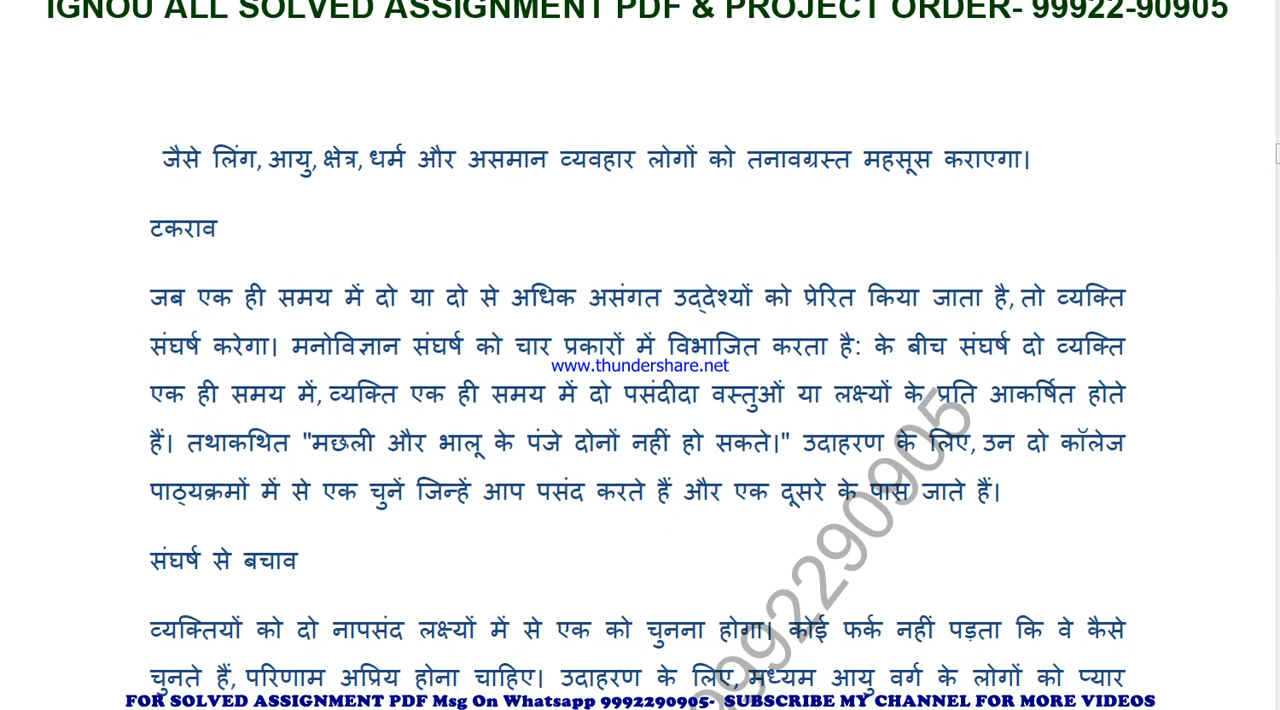 IGNOU ALL SOLVED ASSIGNMENT PDF & PROJECT ORDER- 99922-90905
जैसे लिंग, आयु, क्षेत्र, धर्म और असमान व्यवहार लोगों को तनावग्रस्त महसूस कराएगा।
टकराव
जब एक ही समय में दो या दो से अधिक असंगत उद्देश्यों को प्रेरित किया जाता है, तो व्यक्ति
संघर्ष करेगा। मनोविज्ञान संघर्ष को चार प्रकारों में विभाजित करता है: के बीच संघर्ष दो व्यक्ति
www.thundershare.net
एक ही समय में, व्यक्ति एक ही समय में दो पसंदीदा वस्तुओं या लक्ष्यों के प्रति आकर्षित होते
हैं। तथाकथित "मछली और भालू के पंजे दोनों नहीं हो सकते।" उदाहरण के लिए, उन दो कॉलेज
पाठ्यक्रमों में से एक चुनें जिन्हें आप पसंद करते हैं और एक दूसरे के पास जाते हैं।
संघर्ष से बचाव
व्यक्तियों को दो नापसंद लक्ष्यों में से एक को चुनना होगा। कोई फर्क नहीं पड़ता कि वे कैसे
चुनते हैं, परिणाम अप्रिय होना चाहिए। उदाहरण के लिए, मध्यम आयु वर्ग के लोगों को प्यार
9992290905
FOR SOLVED ASSIGNMENT PDF Msg On Whatsapp 9992290905- SUBSCRIBE MY CHANNEL FOR MORE VIDEOS